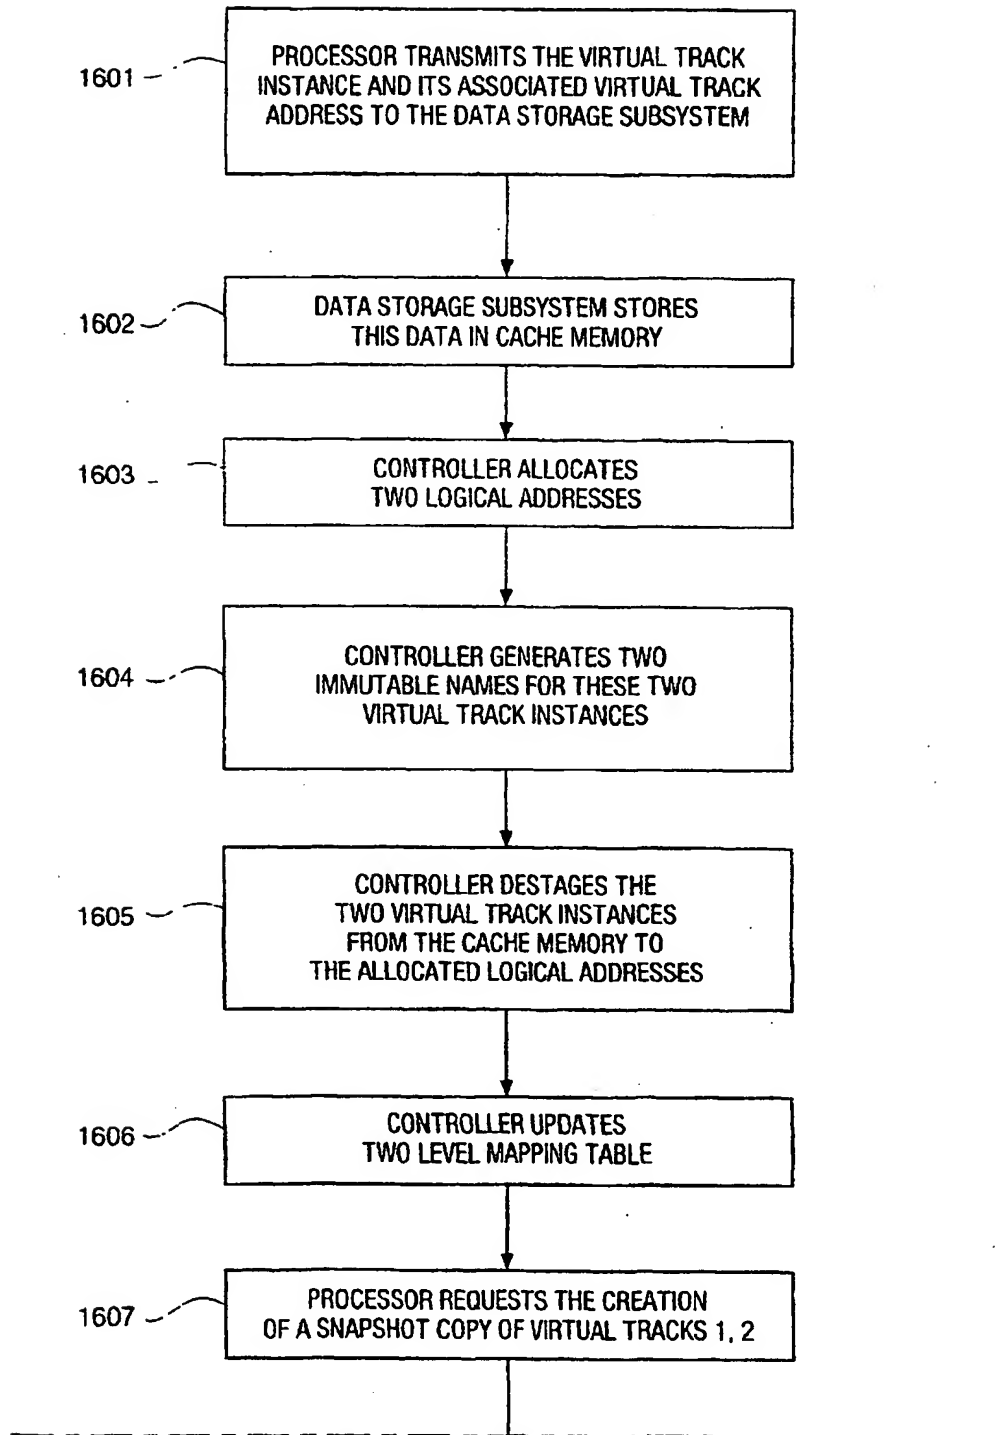 1601
PROCESSOR TRANSMITS THE VIRTUAL TRACK
INSTANCE AND ITS ASSOCIATED VIRTUAL TRACK
ADDRESS TO THE DATA STORAGE SUBSYSTEM
1602
DATA STORAGE SUBSYSTEM STORES
THIS DATA IN CACHE MEMORY
1603
CONTROLLER ALLOCATES
TWO LOGICAL ADDRESSES
1604
CONTROLLER GENERATES TWO
IMMUTABLE NAMES FOR THESE TWO
VIRTUAL TRACK INSTANCES
1605
CONTROLLER DESTAGES THE
TWO VIRTUAL TRACK INSTANCES
FROM THE CACHE MEMORY TO
THE ALLOCATED LOGICAL ADDRESSES
1606
CONTROLLER UPDATES
TWO LEVEL MAPPING TABLE
1607
PROCESSOR REQUESTS THE CREATION
OF A SNAPSHOT COPY OF VIRTUAL TRACKS 1, 2